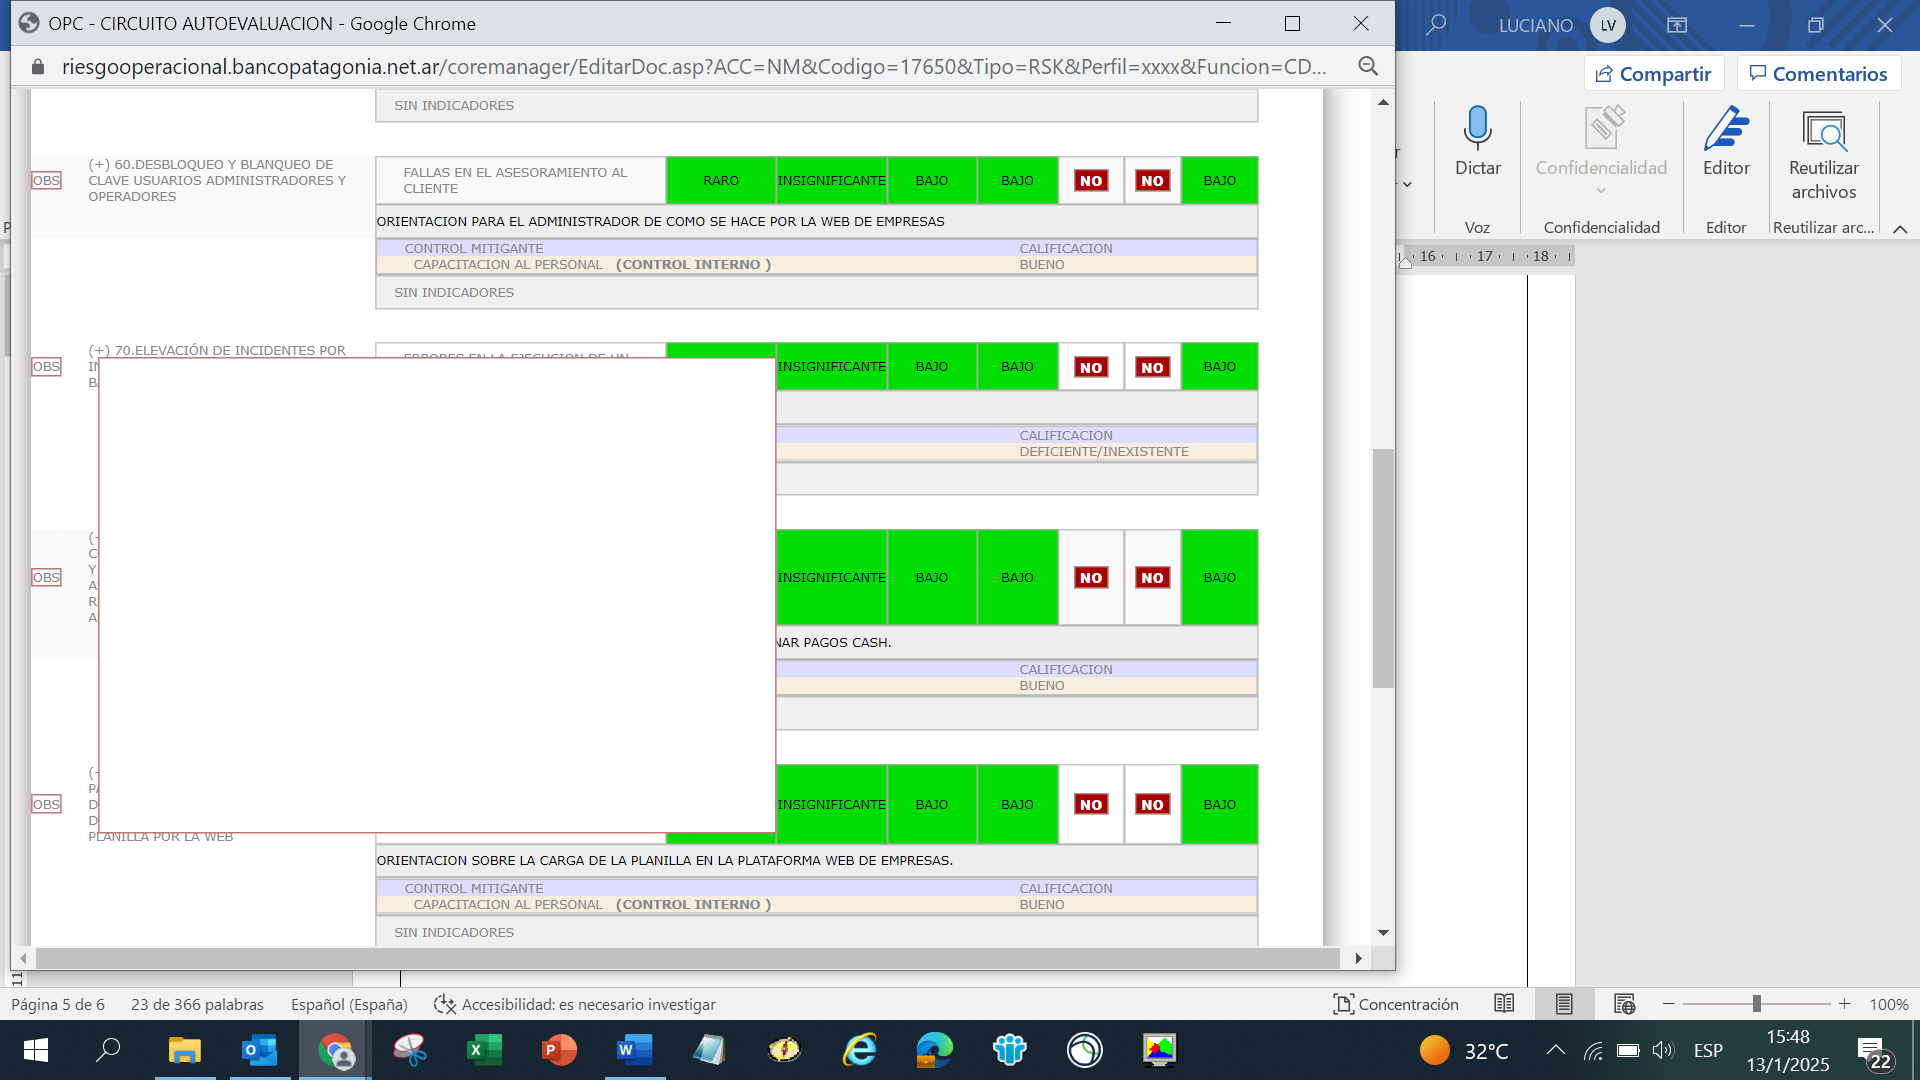 OPC - CIRCUITO AUTOEVALUACION - Google Chrome
LUCIANO
LV
riesgooperacional.bancopatagonia.net.ar/coremanager/EditarDoc.asp?ACC=NM&Codigo=17650&Tipo=RSK&Perfil=xxxx&Funcion=CD...
Compartir
Comentarios
Dictar
Confidencialidad
Editor
Reutilizar
archivos
Voz
Confidencialidad
Editor
Reutilizar arc...
16 17 18
SIN INDICADORES
OBS
(+) 60.DESBLOQUEO Y BLANQUEO DE
CLAVE USUARIOS ADMINISTRADORES Y
OPERADORES
FALLAS EN EL ASESORAMIENTO AL
CLIENTE
RARO INSIGNIFICANTE BAJO BAJO NO NO BAJO
ORIENTACION PARA EL ADMINISTRADOR DE COMO SE HACE POR LA WEB DE EMPRESAS
CONTROL MITIGANTE CALIFICACION
CAPACITACION AL PERSONAL (CONTROL INTERNO ) BUENO
SIN INDICADORES
OBS
(+) 70.ELEVACIÓN DE INCIDENTES POR
INSIGNIFICANTE BAJO BAJO NO NO BAJO
CALIFICACION
DEFICIENTE/INEXISTENTE
OBS
INSIGNIFICANTE BAJO BAJO NO NO BAJO
NAR PAGOS CASH.
CALIFICACION
BUENO
OBS
PLANILLA POR LA WEB
INSIGNIFICANTE BAJO BAJO NO NO BAJO
ORIENTACION SOBRE LA CARGA DE LA PLANILLA EN LA PLATAFORMA WEB DE EMPRESAS.
CONTROL MITIGANTE CALIFICACION
CAPACITACION AL PERSONAL (CONTROL INTERNO ) BUENO
SIN INDICADORES
11
Página 5 de 6 23 de 366 palabras Español (España) Accesibilidad: es necesario investigar Concentración 100%
32°C
ESP
15:48
13/1/2025
22